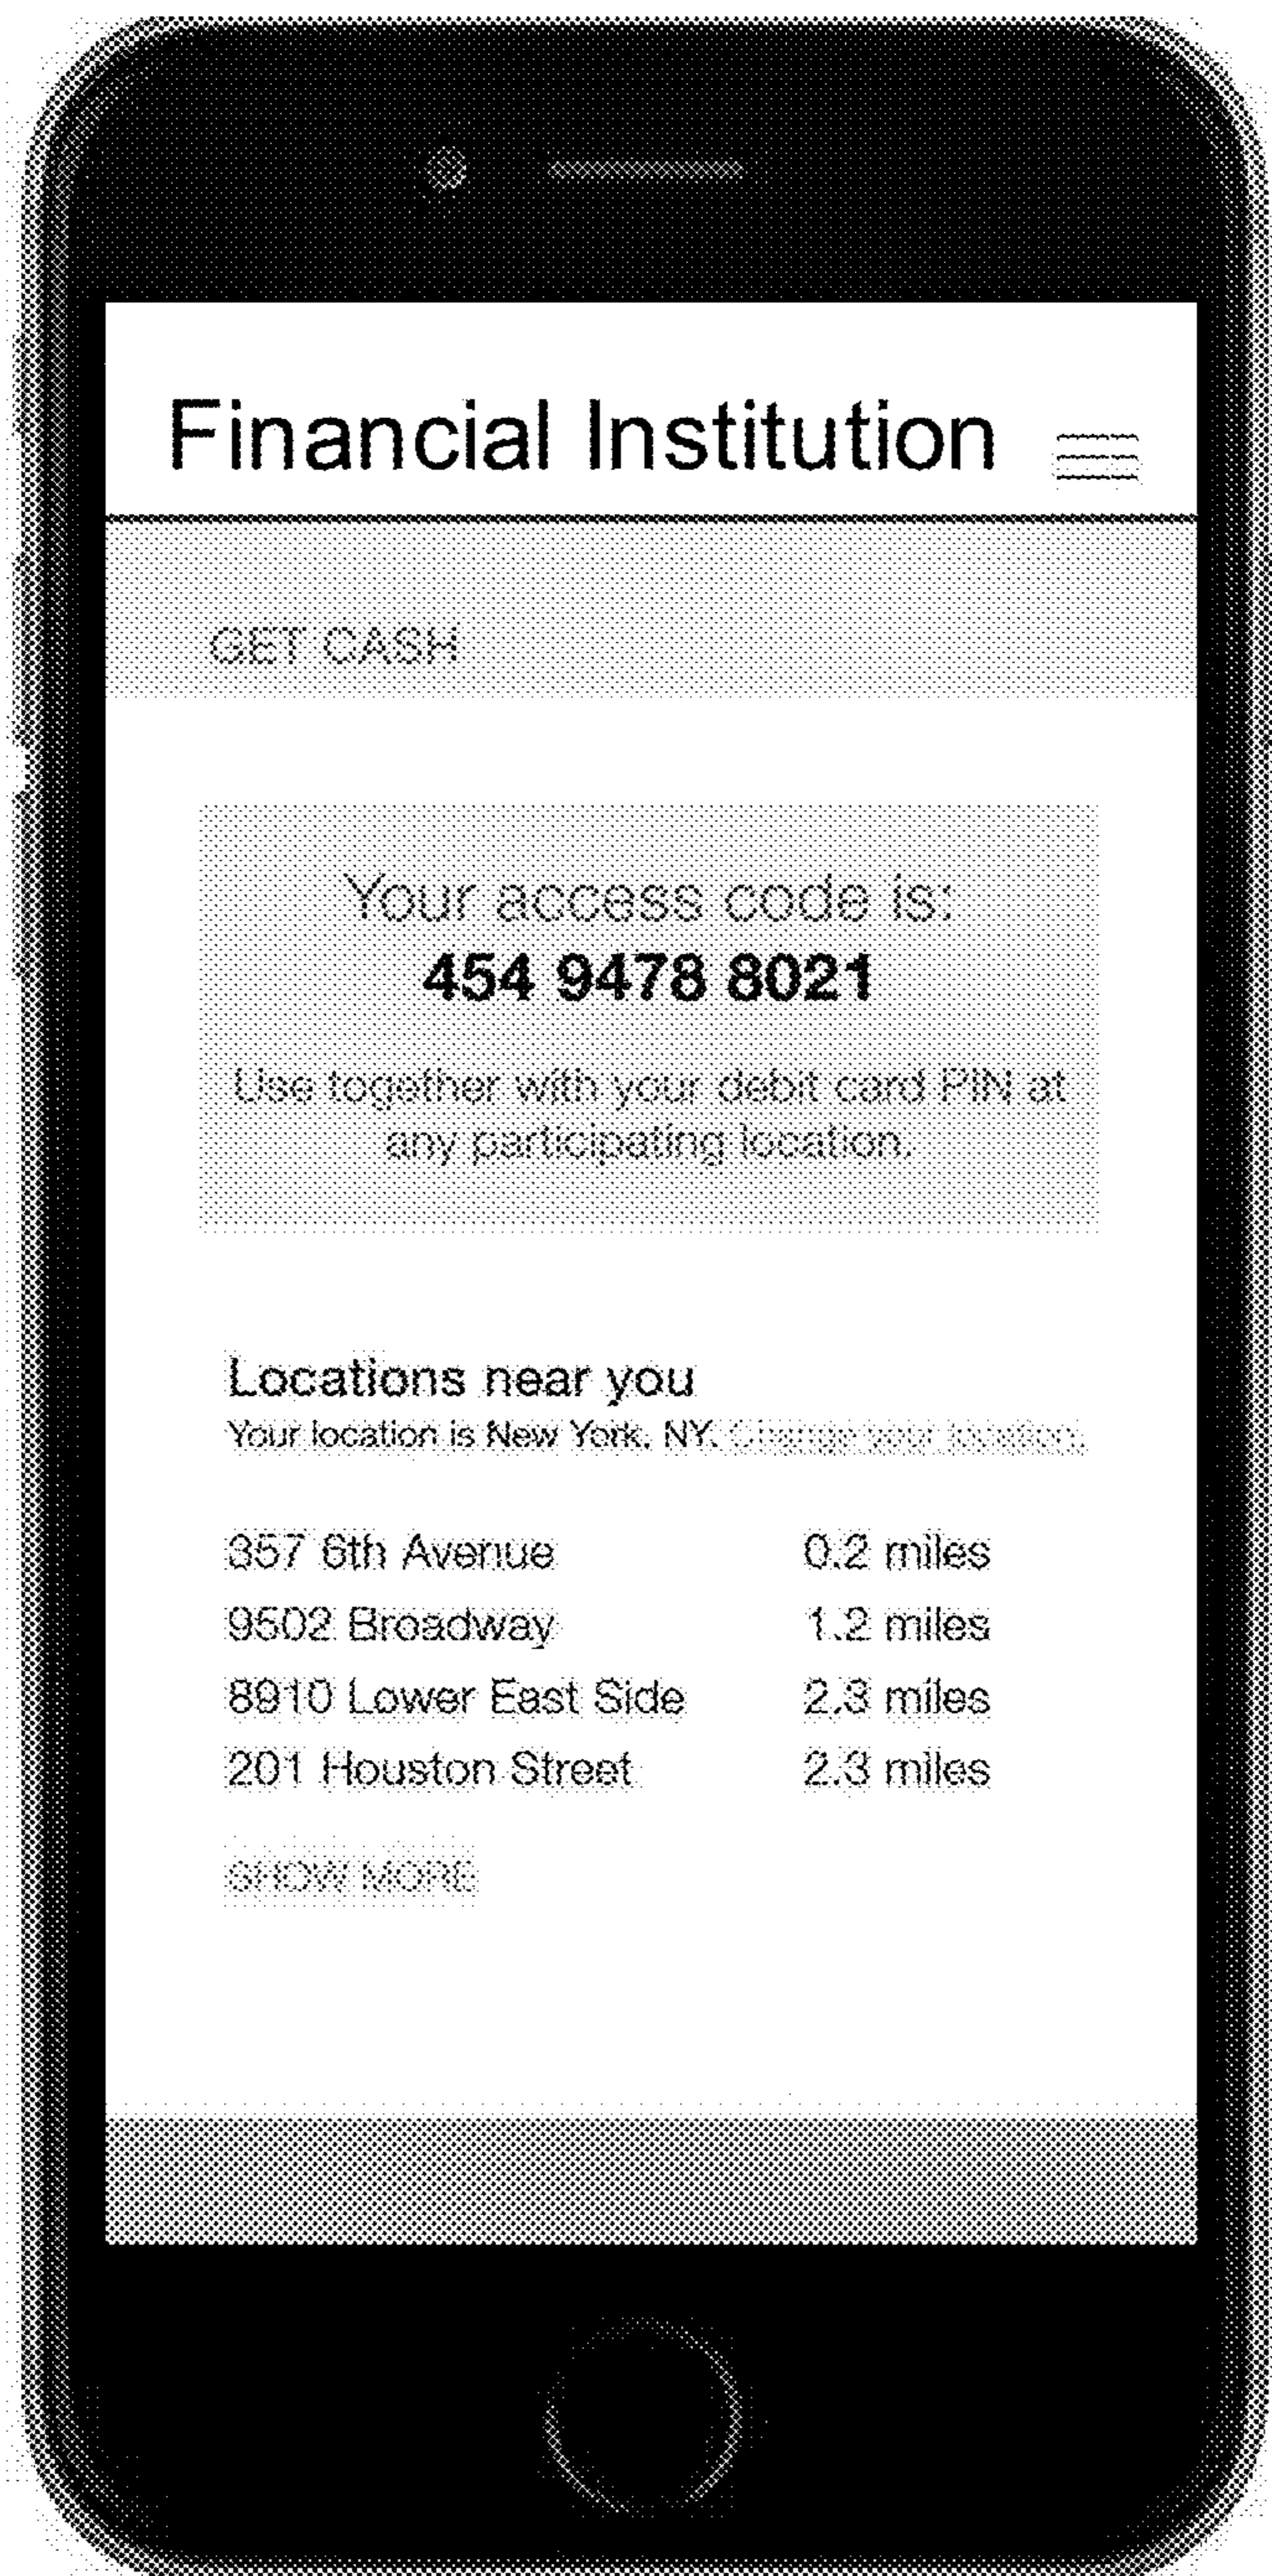 Financial Institution
GET CASH
Your access code is:
454 9478 8021
Use together with your debit card PIN at
any participating location.
Locations near you
Your location is New York, NY. Change your location.
357 6th Avenue 0.2 miles
9502 Broadway 1.2 miles
8910 Lower East Side 2.3 miles
201 Houston Street 2.3 miles
SHOW MORE